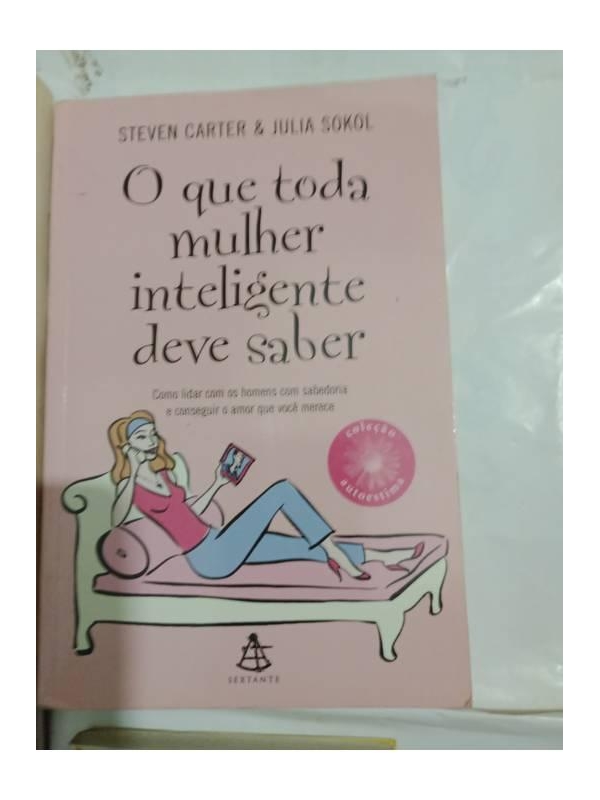 STEVEN CARTER & JULIA SOKOL
O que toda
mulher
inteligente
deve saber
Como lidar com os homens com sabedoria
e conseguir o amor que você merece
coleção
autoestima
SEXTANTE